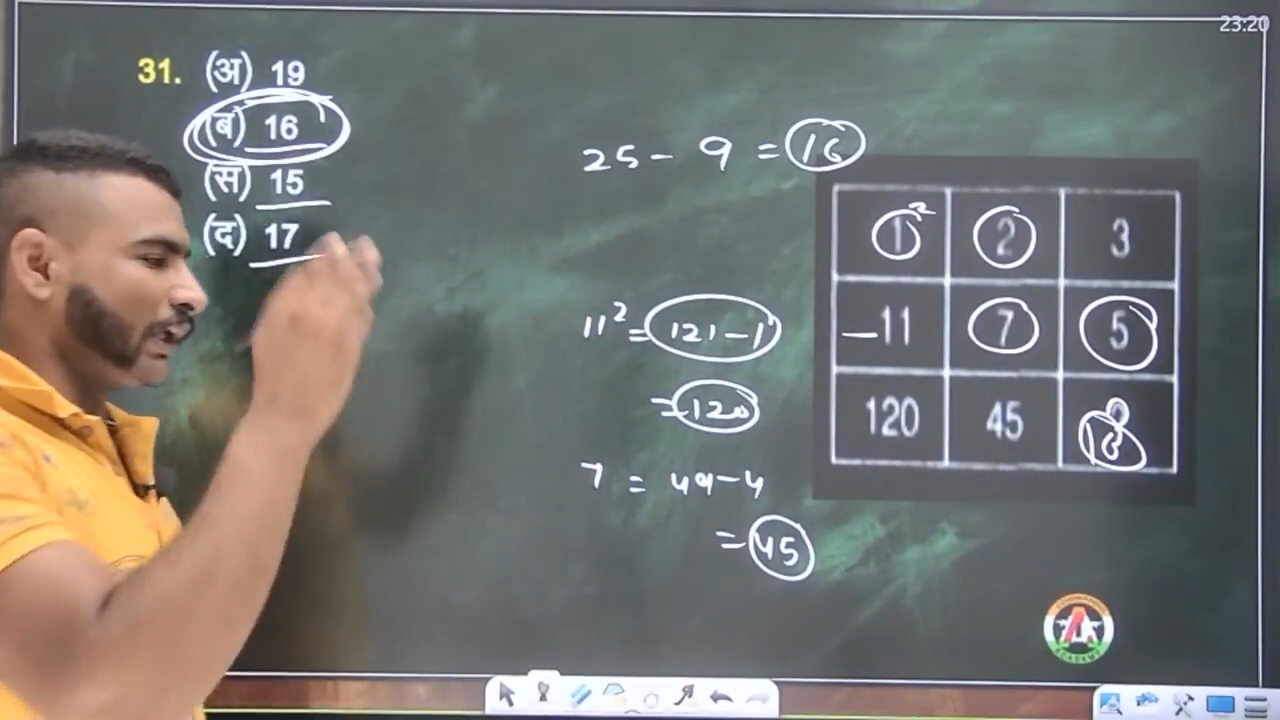 23:20
31. (अ) 19
(ब) 16
(स) 15
(द) 17
25 - 9 = 16
1² 2 3
11² = 121 - 1
-11 7 5
= 120
120 45 16
7 = 49 - 4
= 45
ACADEMY